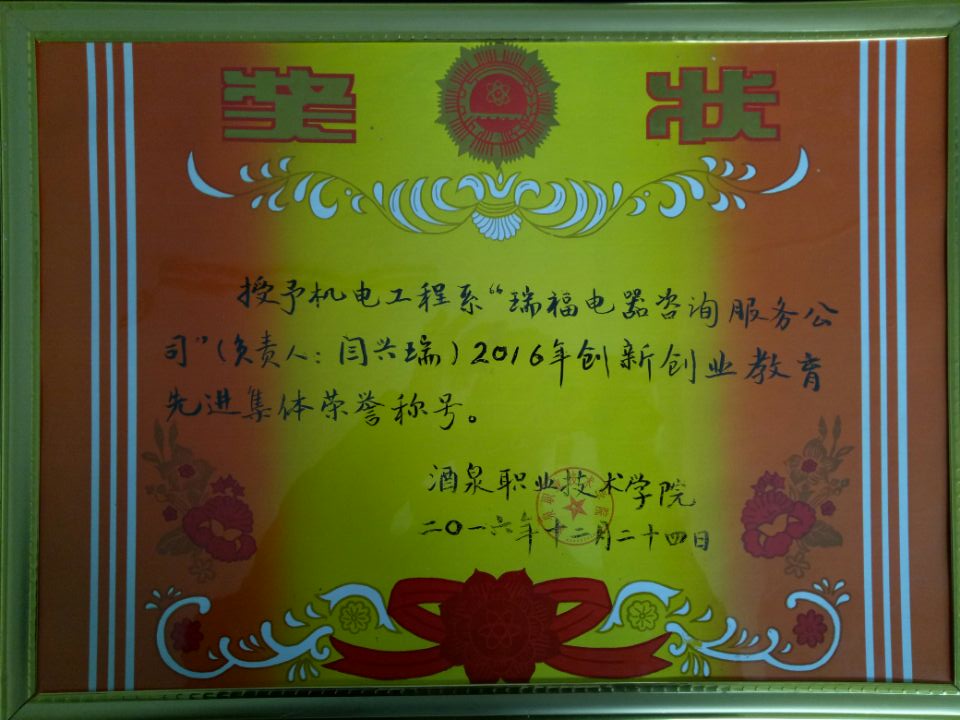 奖状
授予机电工程系“瑞福电器咨询服务公
司”(负责人：闫兴瑞)2016年创新创业教育
先进集体荣誉称号。
酒泉职业技术学院
二〇一六年十二月二十四日